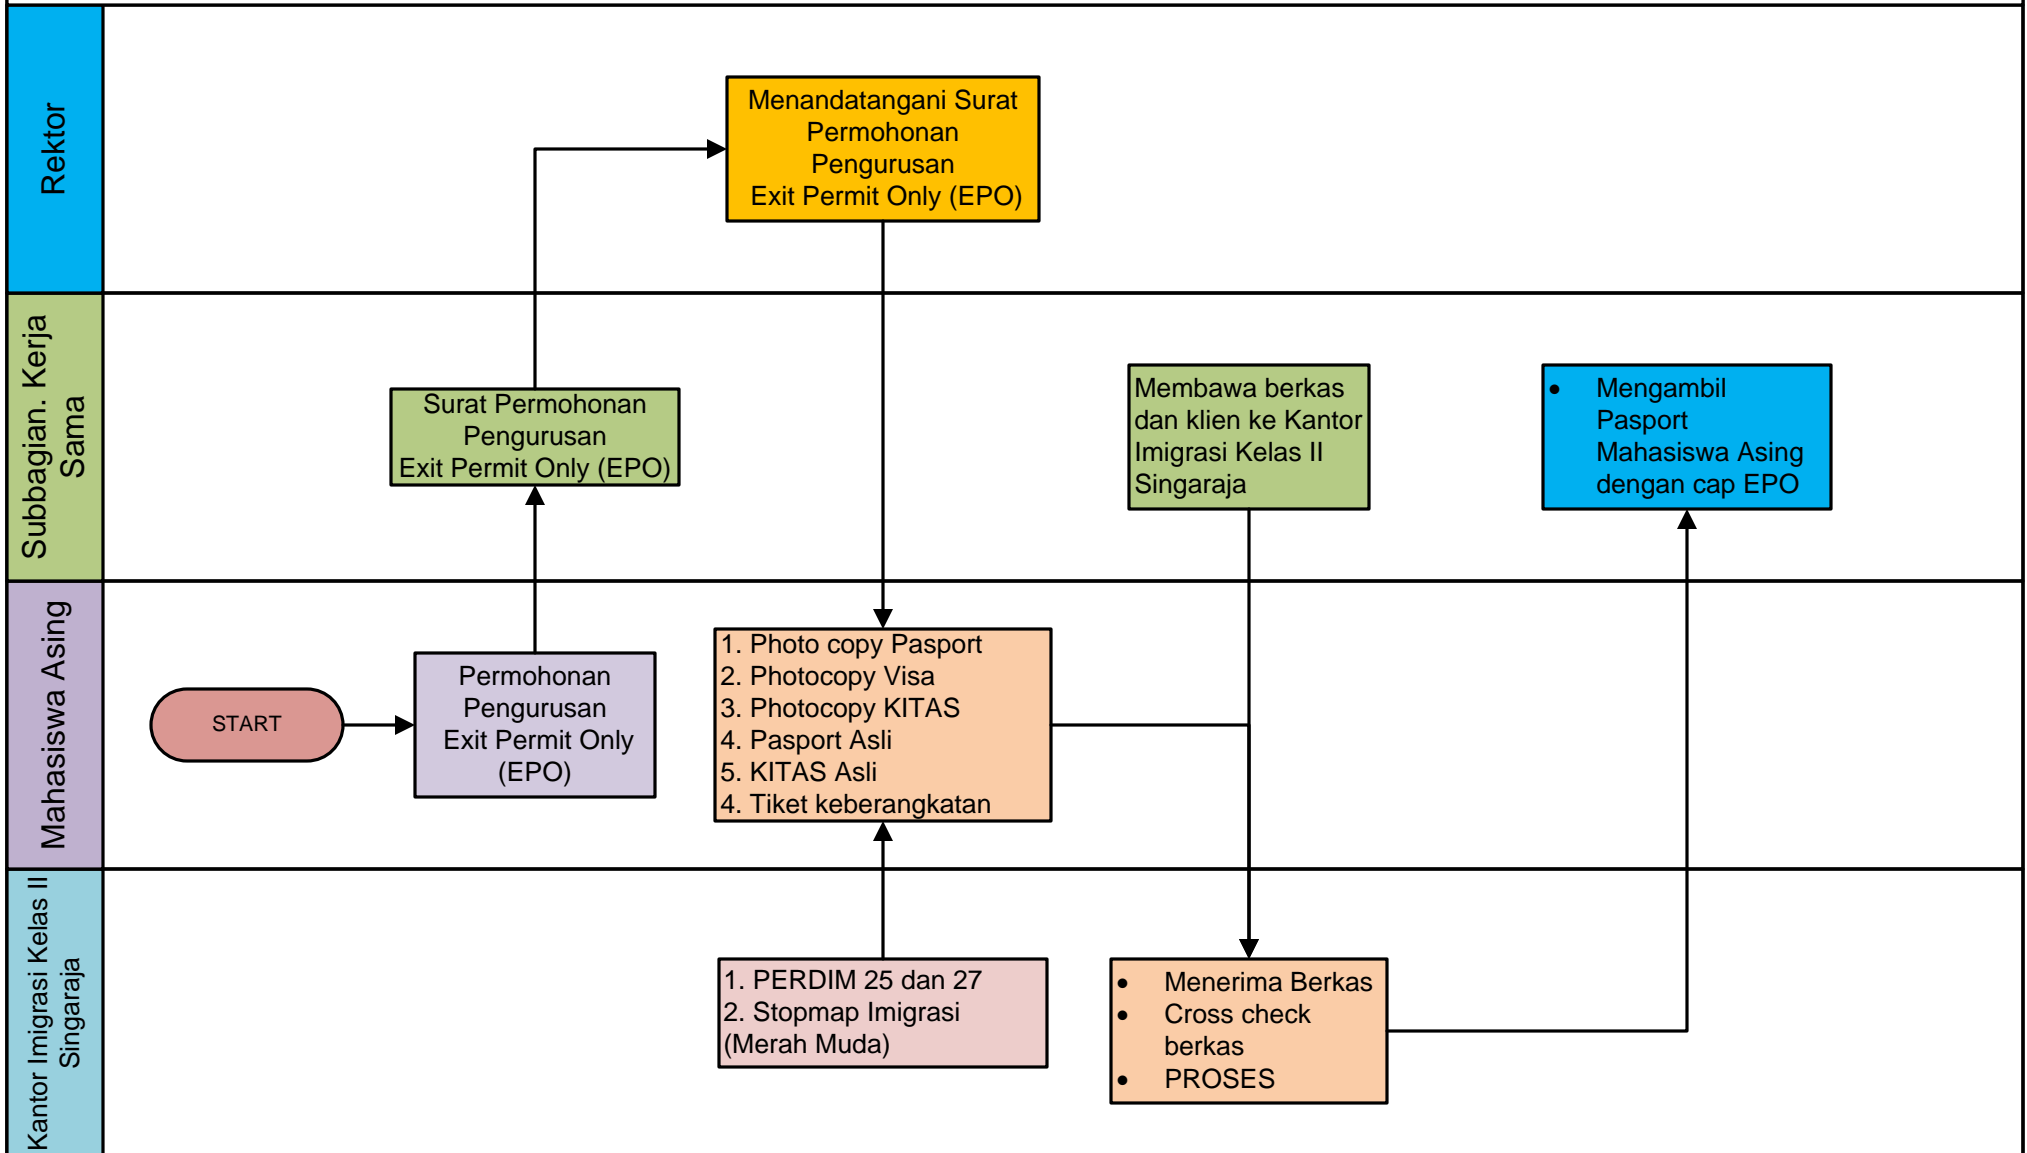 Rektor
Menandatangani Surat
Permohonan
Pengurusan
Exit Permit Only (EPO)
Subbagian. Kerja
Sama
Surat Permohonan
Pengurusan
Exit Permit Only (EPO)
Membawa berkas
dan klien ke Kantor
Imigrasi Kelas II
Singaraja
• Mengambil
Pasport
Mahasiswa Asing
dengan cap EPO
Mahasiswa Asing
START
Permohonan
Pengurusan
Exit Permit Only
(EPO)
1. Photo copy Pasport
2. Photocopy Visa
3. Photocopy KITAS
4. Pasport Asli
5. KITAS Asli
4. Tiket keberangkatan
Kantor Imigrasi Kelas II
Singaraja
1. PERDIM 25 dan 27
2. Stopmap Imigrasi
(Merah Muda)
• Menerima Berkas
• Cross check
berkas
• PROSES